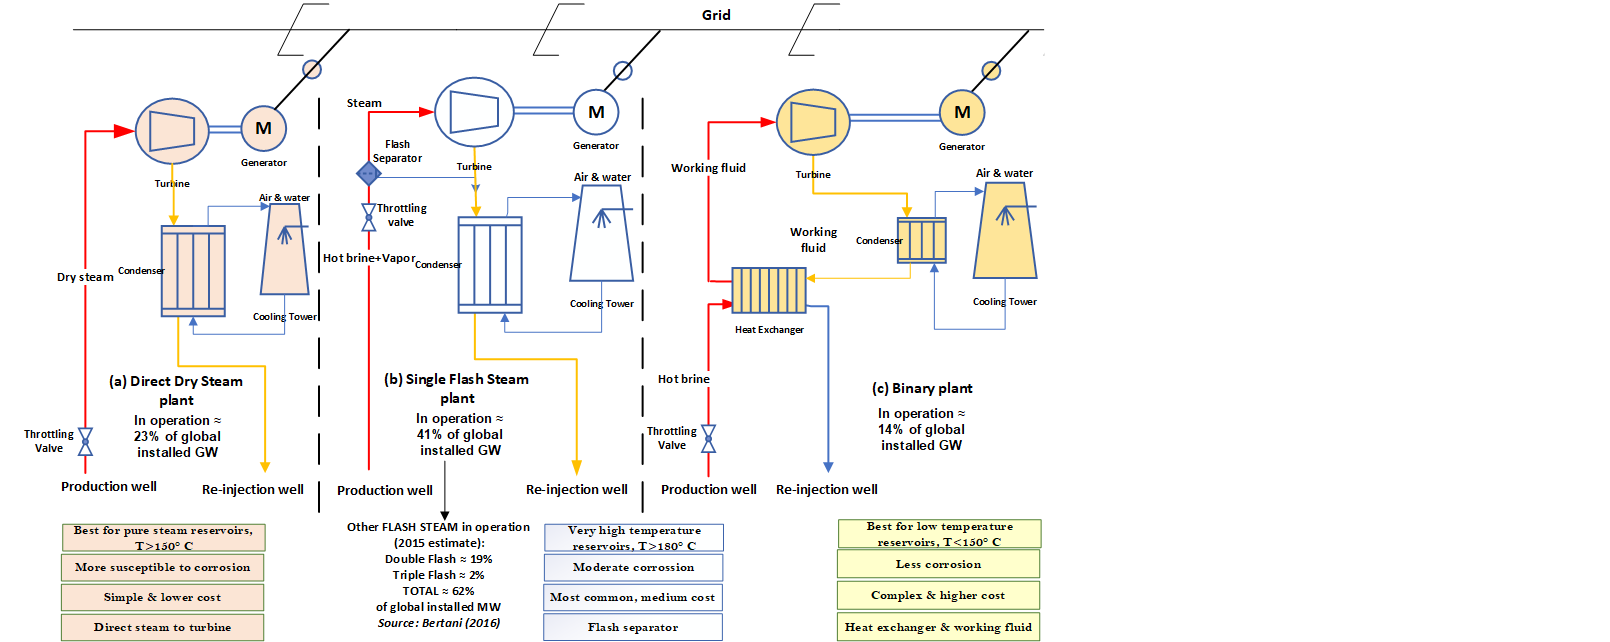 Grid
M
Generator
Turbine
Air & water
Condenser
Dry steam
Cooling Tower
(a) Direct Dry Steam
plant
In operation ≈
23% of global
installed GW
Throttling
Valve
Production well
Re-injection well
Best for pure steam reservoirs,
T>150° C
More susceptible to corrosion
Simple & lower cost
Direct steam to turbine
Steam
M
Generator
Flash
Separator
Turbine
Air & water
Throttling
valve
Hot brine+Vapor
Condenser
Cooling Tower
(b) Single Flash Steam
plant
In operation ≈
41% of global
installed GW
Production well
Re-injection well
Other FLASH STEAM in operation
(2015 estimate):
Double Flash ≈ 19%
Triple Flash ≈ 2%
TOTAL ≈ 62%
of global installed MW
Source: Bertani (2016)
Very high temperature
reservoirs, T>180° C
Moderate corrossion
Most common, medium cost
Flash separator
M
Generator
Working fluid
Turbine
Air & water
Working
fluid
Condenser
Cooling Tower
Heat Exchanger
Hot brine
(c) Binary plant
In operation ≈
14% of global
installed GW
Throttling
Valve
Production well
Re-injection well
Best for low temperature
reservoirs, T<150° C
Less corrosion
Complex & higher cost
Heat exchanger & working fluid